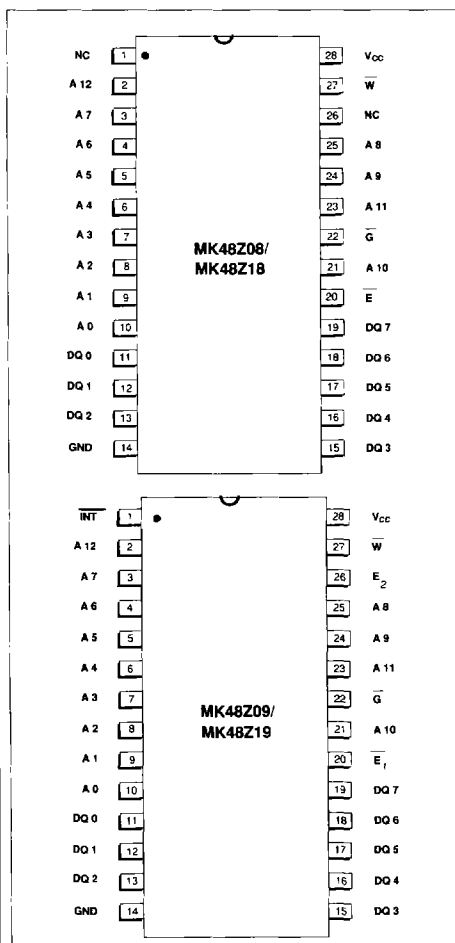 NC 1 28 Vcc
A 12 2 27 W̅
A 7 3 26 NC
A 6 4 25 A 8
A 5 5 24 A 9
A 4 6 23 A 11
A 3 7 22 G̅
MK48Z08/
MK48Z18
A 2 8 21 A 10
A 1 9 20 E̅
A 0 10 19 DQ 7
DQ 0 11 18 DQ 6
DQ 1 12 17 DQ 5
DQ 2 13 16 DQ 4
GND 14 15 DQ 3
I̅N̅T̅ 1 28 Vcc
A 12 2 27 W̅
A 7 3 26 E₂
A 6 4 25 A 8
A 5 5 24 A 9
A 4 6 23 A 11
A 3 7 22 G̅
MK48Z09/
MK48Z19
A 2 8 21 A 10
A 1 9 20 E̅₁
A 0 10 19 DQ 7
DQ 0 11 18 DQ 6
DQ 1 12 17 DQ 5
DQ 2 13 16 DQ 4
GND 14 15 DQ 3